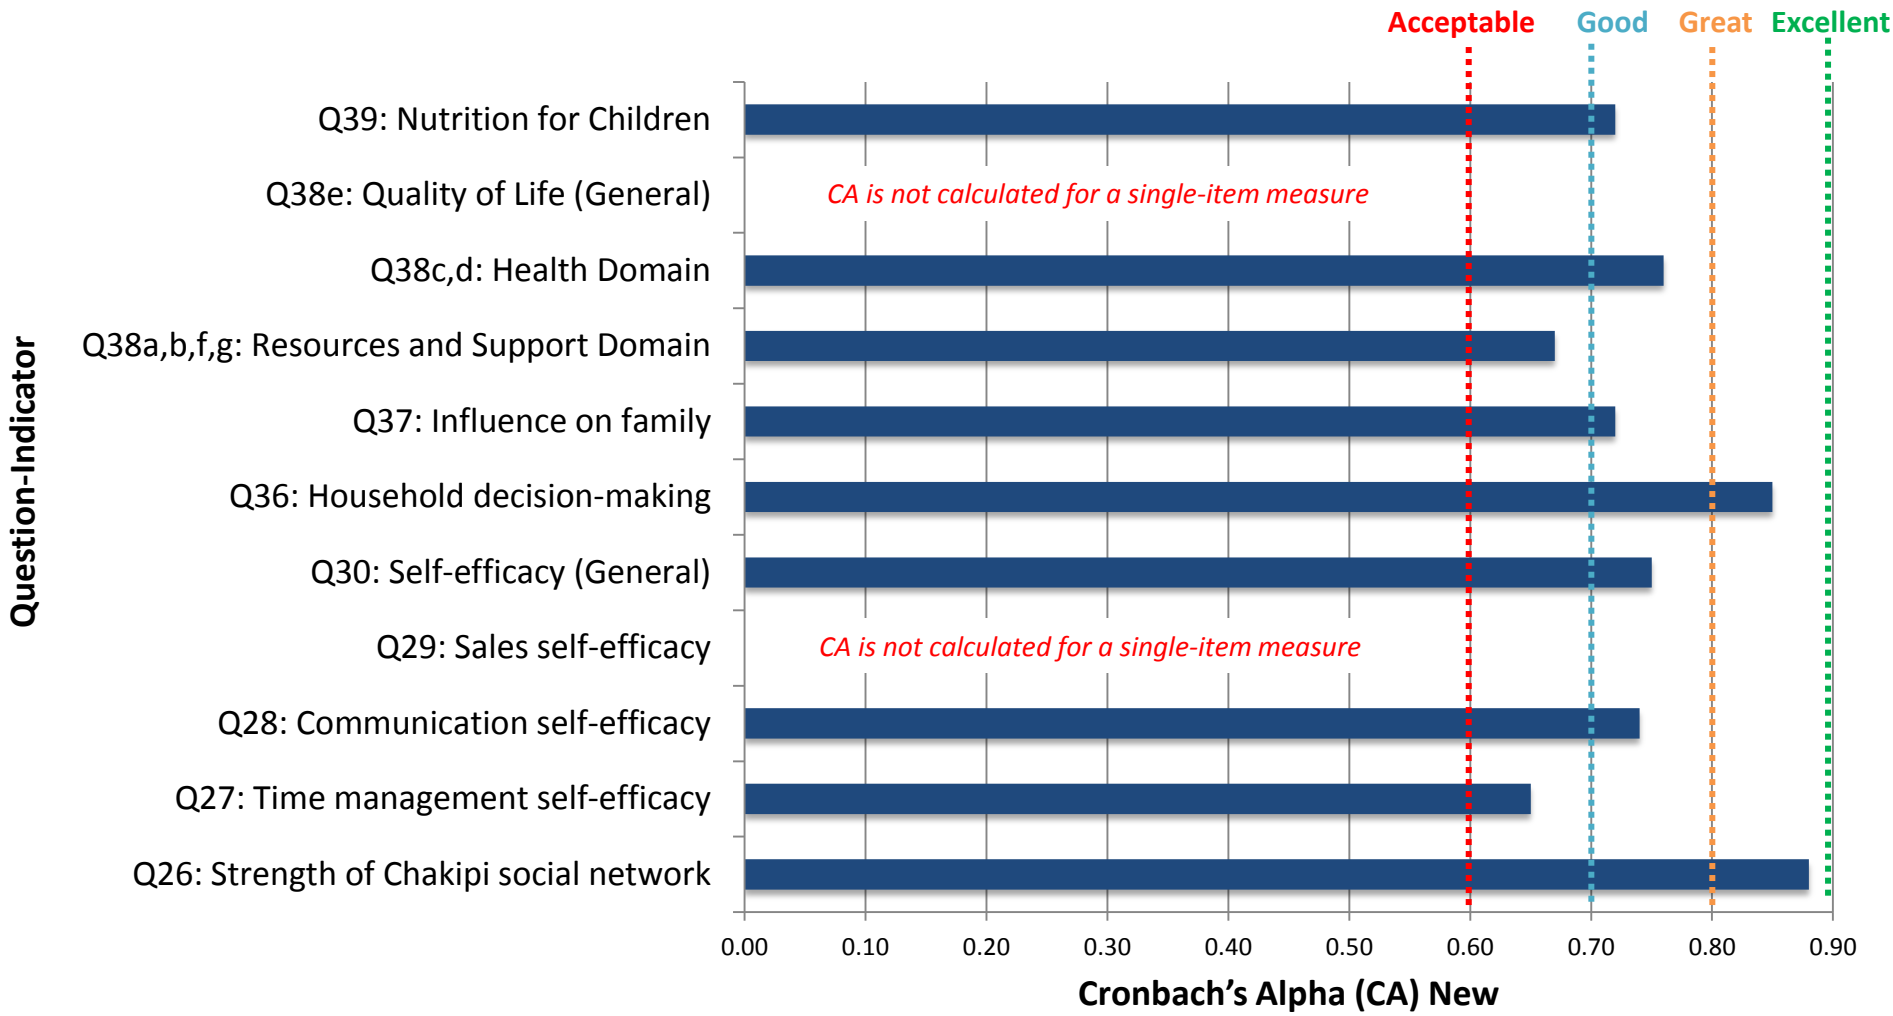 Acceptable Good Great Excellent
Question-Indicator
Q39: Nutrition for Children
Q38e: Quality of Life (General)
CA is not calculated for a single-item measure
Q38c,d: Health Domain
Q38a,b,f,g: Resources and Support Domain
Q37: Influence on family
Q36: Household decision-making
Q30: Self-efficacy (General)
Q29: Sales self-efficacy
CA is not calculated for a single-item measure
Q28: Communication self-efficacy
Q27: Time management self-efficacy
Q26: Strength of Chakipi social network
0.00 0.10 0.20 0.30 0.40 0.50 0.60 0.70 0.80 0.90
Cronbach’s Alpha (CA) New